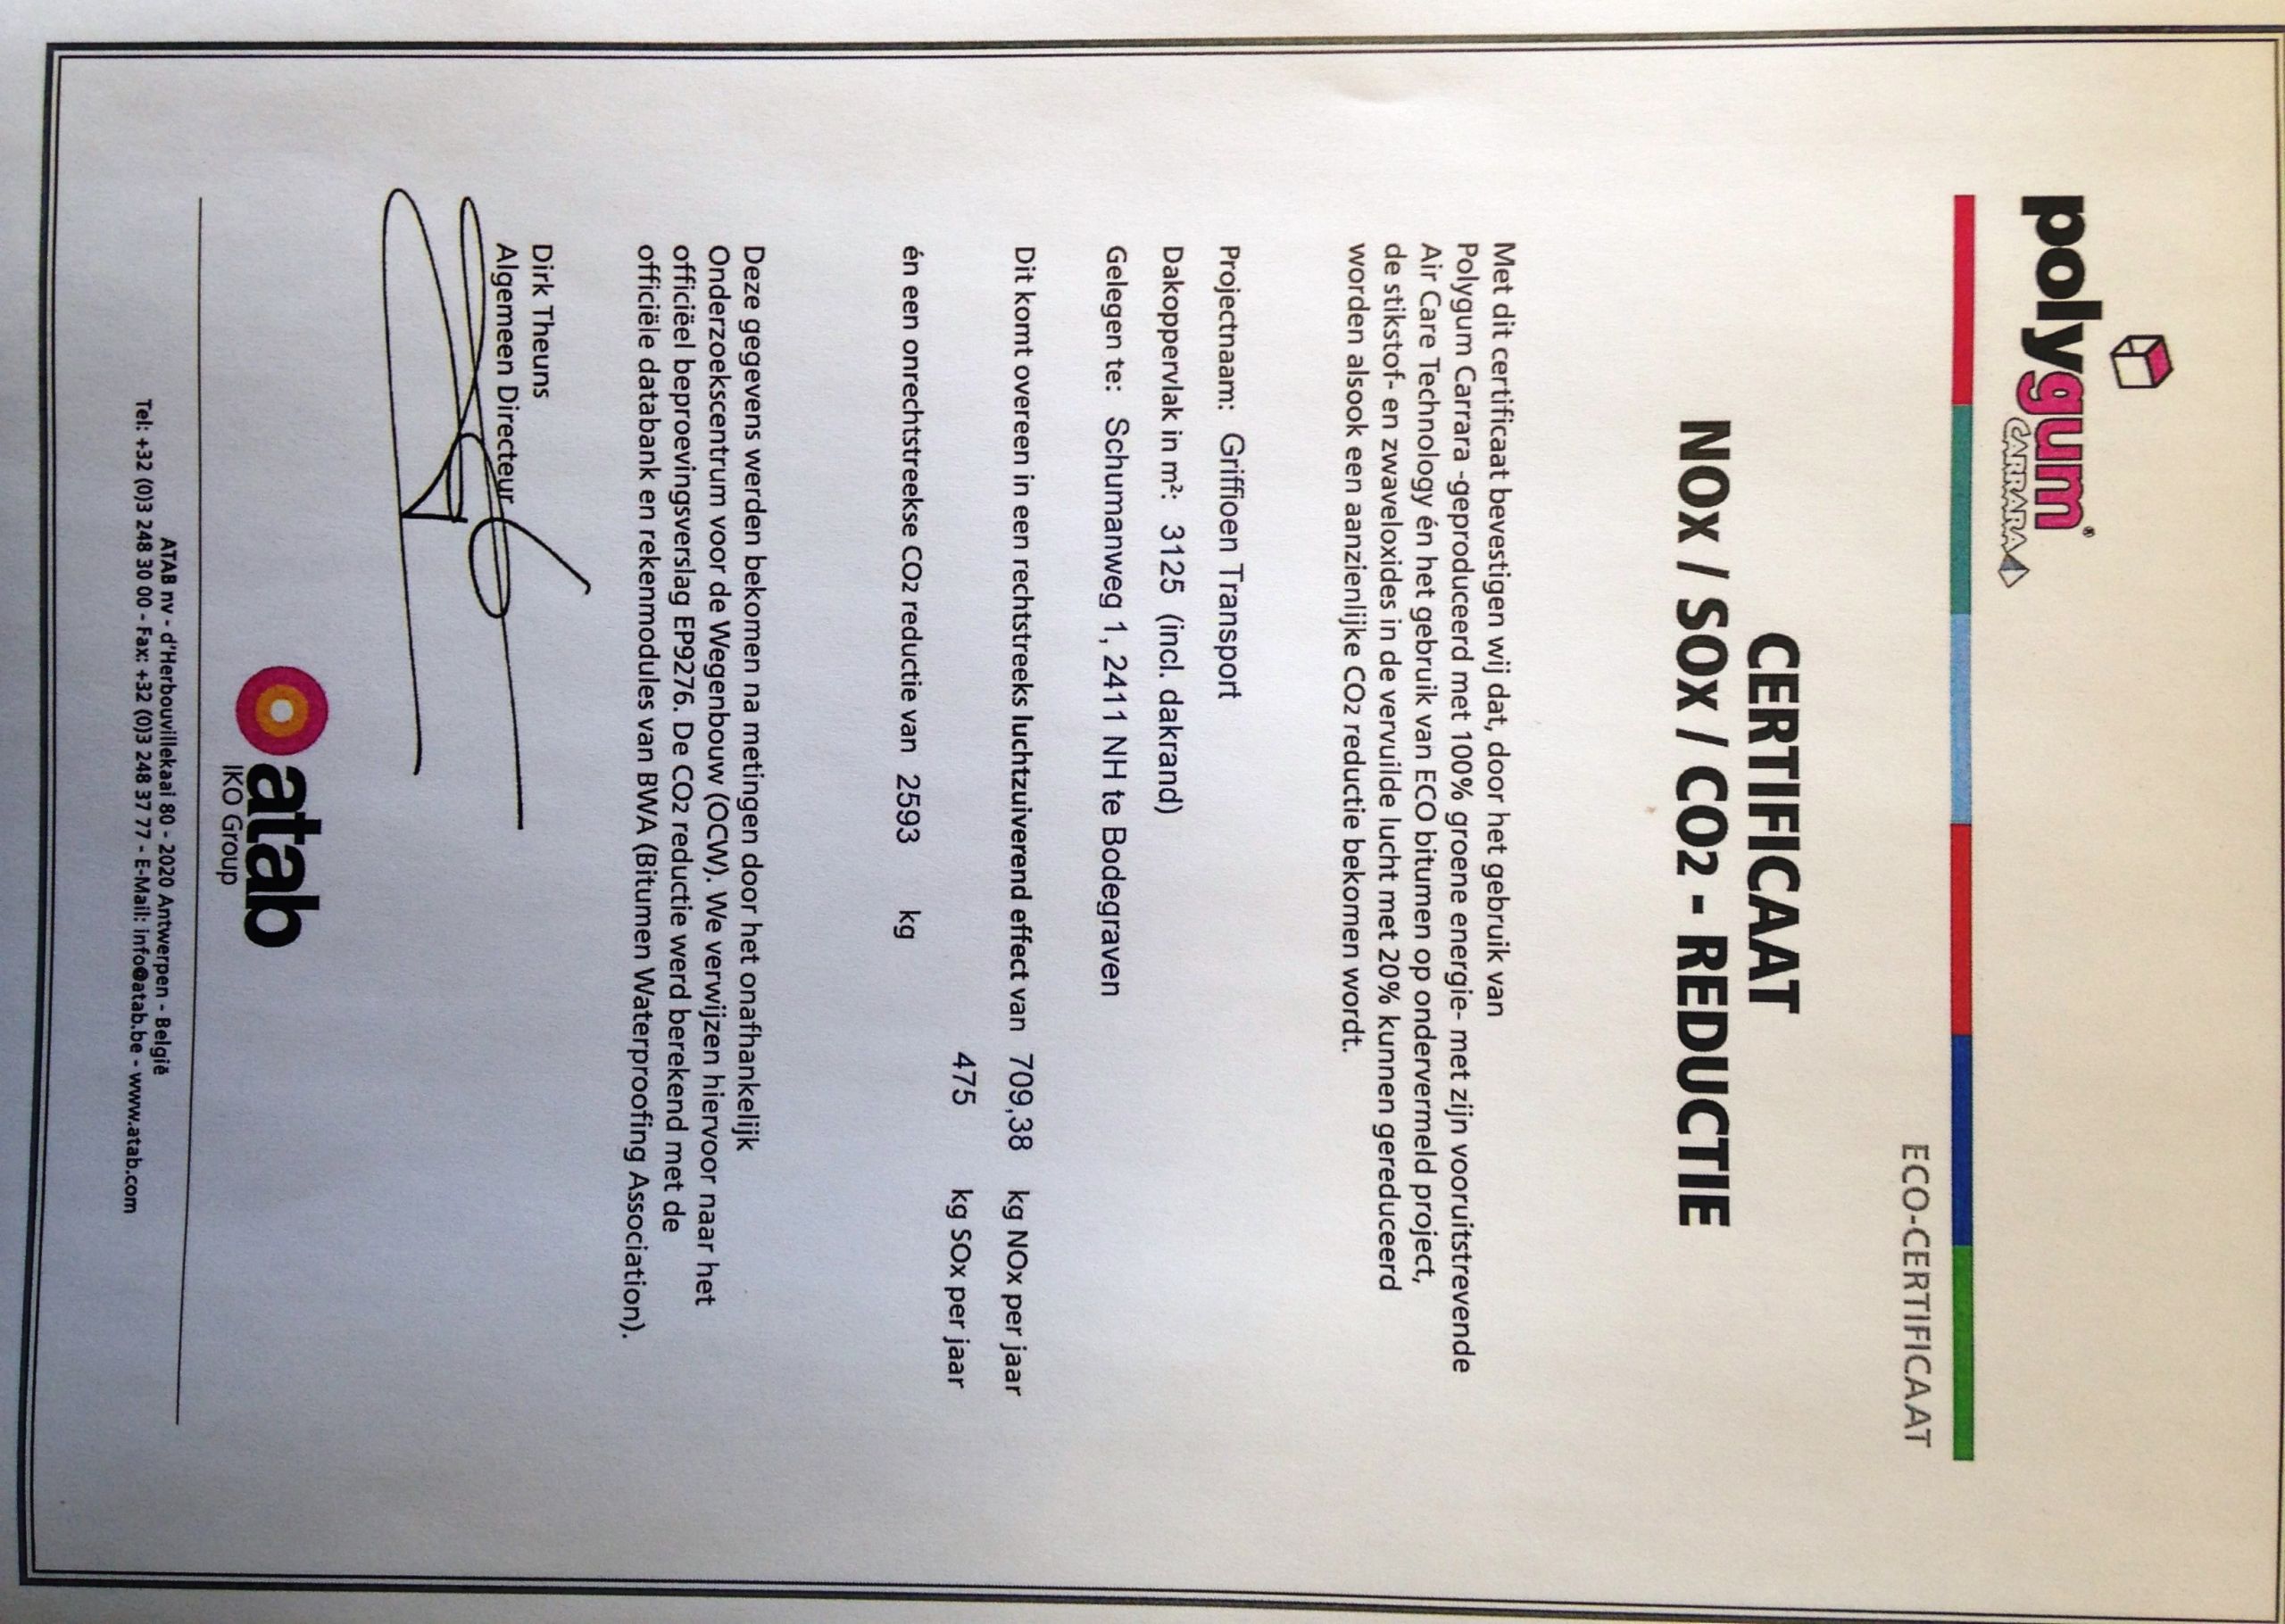 polygum®
CARRARA
ECO-CERTIFICAAT
CERTIFICAAT
NOx / SOx / CO2 - REDUCTIE
Met dit certificaat bevestigen wij dat, door het gebruik van
Polygum Carrara -geproduceerd met 100% groene energie- met zijn vooruitstrevende
Air Care Technology én het gebruik van ECO bitumen op ondervermeld project,
de stikstof- en zwaveloxides in de vervuilde lucht met 20% kunnen gereduceerd
worden alsook een aanzienlijke CO2 reductie bekomen wordt.
Projectnaam: Griffioen Transport
Dakoppervlak in m²: 3125 (incl. dakrand)
Gelegen te: Schumanweg 1, 2411 NH te Bodegraven
Dit komt overeen in een rechtstreeks luchtzuiverend effect van 709,38 kg NOx per jaar
475 kg SOx per jaar
én een onrechtstreekse CO2 reductie van 2593 kg
Deze gegevens werden bekomen na metingen door het onafhankelijk
Onderzoekscentrum voor de Wegenbouw (OCW). We verwijzen hiervoor naar het
officiëel beproevingsverslag EP9276. De CO2 reductie werd berekend met de
officiële databank en rekenmodules van BWA (Bitumen Waterproofing Association).
Dirk Theuns
Algemeen Directeur
atab
IKO Group
ATAB nv - d'Herbouvillekaai 80 - 2020 Antwerpen - België
Tel: +32 (0)3 248 30 00 - Fax: +32 (0)3 248 37 77 - E-Mail: info@atab.be - www.atab.com